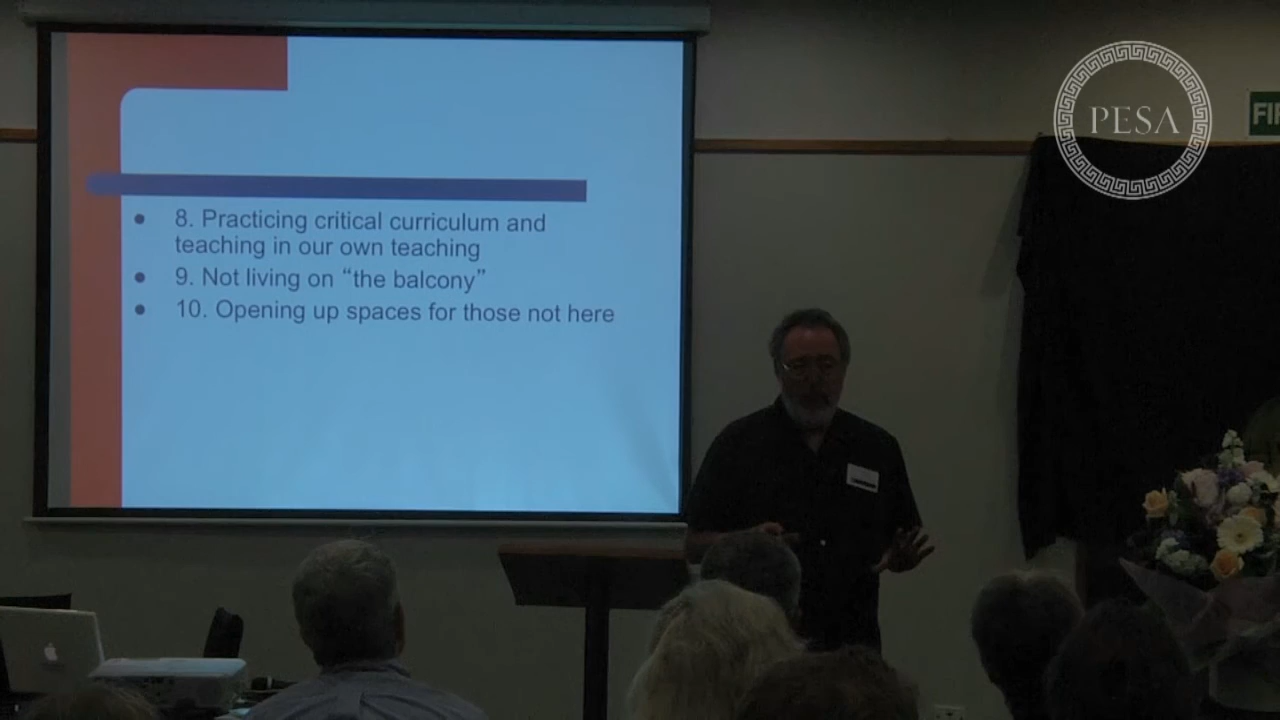 PESA
FI
8. Practicing critical curriculum and
teaching in our own teaching
9. Not living on “the balcony”
10. Opening up spaces for those not here